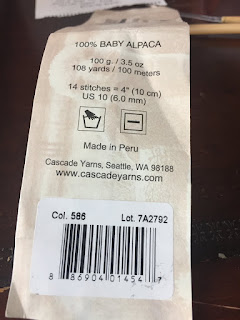 100% BABY ALPACA
100 g. / 3.5 oz
108 yards / 100 meters
14 stitches = 4" (10 cm)
US 10 (6.0 mm)
Made in Peru
Cascade Yarns, Seattle, WA 98188
www.cascadeyarns.com
Col. 586 Lot. 7A2792
8 86904 01454 7